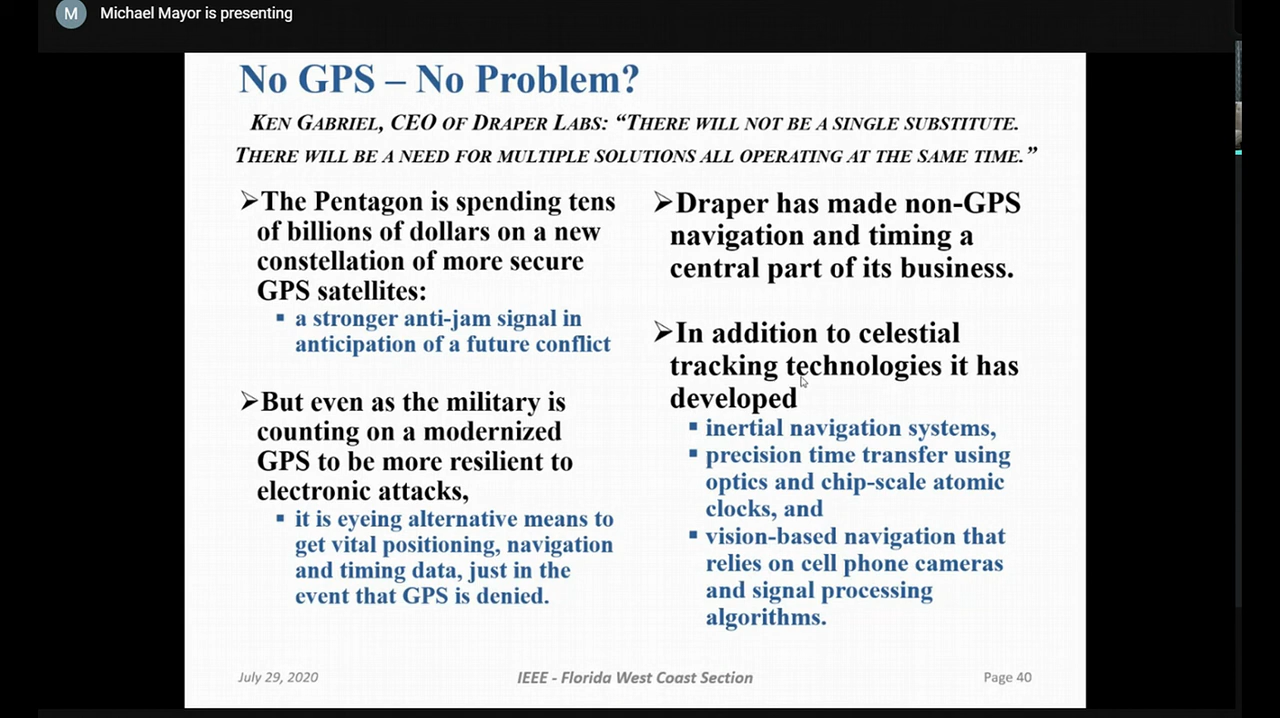 M
Michael Mayor is presenting
No GPS – No Problem?
KEN GABRIEL, CEO OF DRAPER LABS: “THERE WILL NOT BE A SINGLE SUBSTITUTE.
THERE WILL BE A NEED FOR MULTIPLE SOLUTIONS ALL OPERATING AT THE SAME TIME.”
➢The Pentagon is spending tens
of billions of dollars on a new
constellation of more secure
GPS satellites:
▪ a stronger anti-jam signal in
anticipation of a future conflict
➢But even as the military is
counting on a modernized
GPS to be more resilient to
electronic attacks,
▪ it is eyeing alternative means to
get vital positioning, navigation
and timing data, just in the
event that GPS is denied.
➢Draper has made non-GPS
navigation and timing a
central part of its business.
➢In addition to celestial
tracking technologies it has
developed
▪ inertial navigation systems,
▪ precision time transfer using
optics and chip-scale atomic
clocks, and
▪ vision-based navigation that
relies on cell phone cameras
and signal processing
algorithms.
July 29, 2020
IEEE - Florida West Coast Section
Page 40